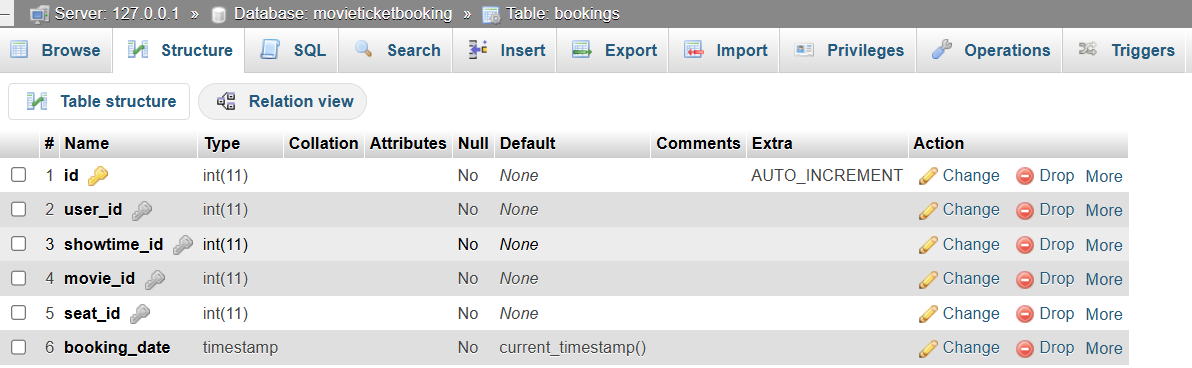 Server: 127.0.0.1 » Database: movieticketbooking » Table: bookings
Browse Structure SQL Search Insert Export Import Privileges Operations Triggers
Table structure Relation view
# Name Type Collation Attributes Null Default Comments Extra Action
1 id int(11) No None AUTO_INCREMENT Change Drop More
2 user_id int(11) No None Change Drop More
3 showtime_id int(11) No None Change Drop More
4 movie_id int(11) No None Change Drop More
5 seat_id int(11) No None Change Drop More
6 booking_date timestamp No current_timestamp() Change Drop More